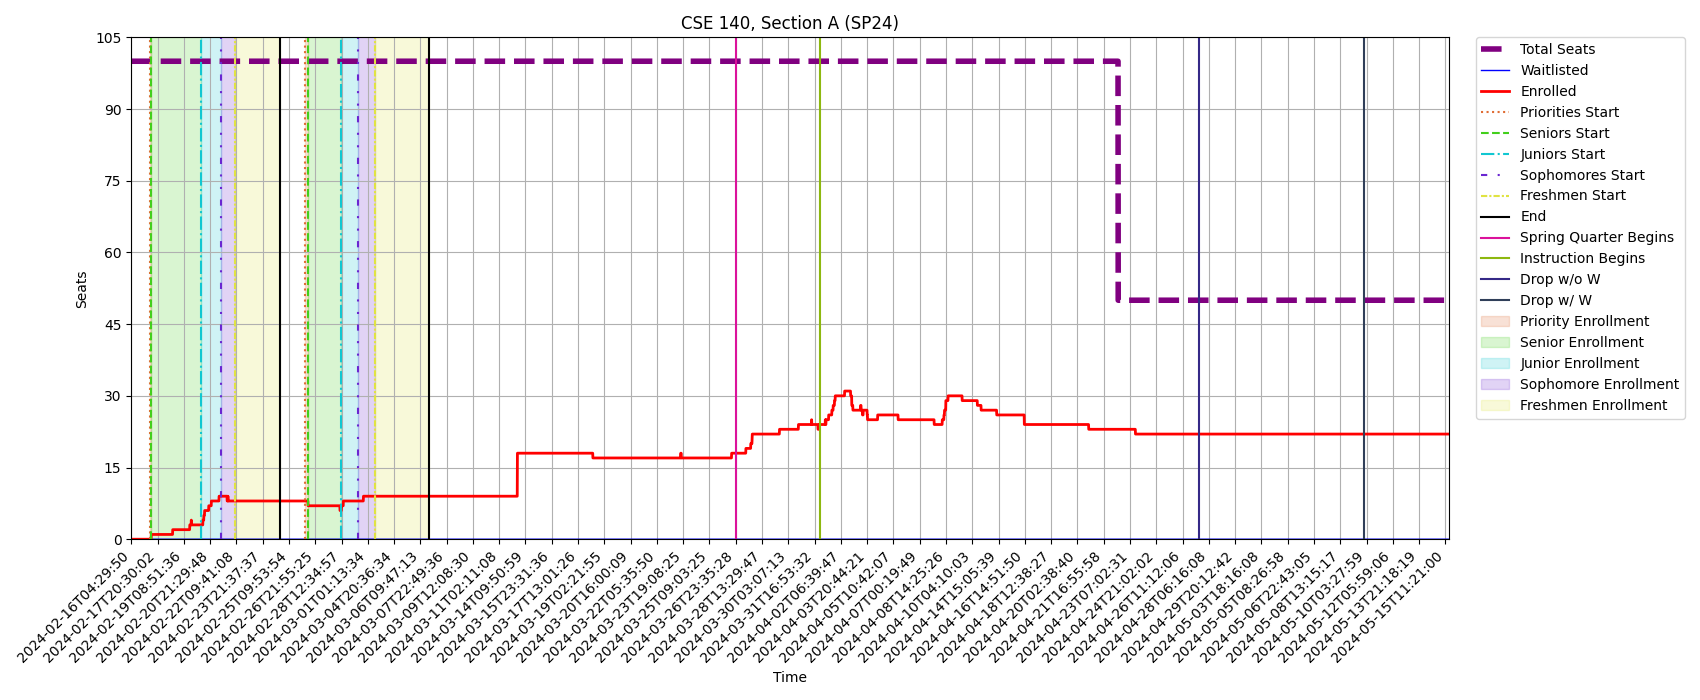 CSE 140, Section A (SP24)
105
90
75
60
45
30
15
0
Seats
2024-02-16T04:29:50
2024-02-17T20:30:02
2024-02-19T08:51:36
2024-02-20T21:29:48
2024-02-22T09:41:08
2024-02-23T21:37:37
2024-02-25T09:53:54
2024-02-26T21:55:25
2024-02-28T12:34:57
2024-03-01T01:13:34
2024-03-04T20:36:34
2024-03-06T09:47:13
2024-03-07T22:49:36
2024-03-09T12:08:30
2024-03-11T02:11:08
2024-03-14T09:50:59
2024-03-15T23:31:36
2024-03-17T13:01:26
2024-03-19T02:21:55
2024-03-20T16:00:09
2024-03-22T05:35:50
2024-03-23T19:08:25
2024-03-25T09:03:25
2024-03-26T23:35:28
2024-03-28T13:29:47
2024-03-30T03:07:13
2024-03-31T16:53:32
2024-04-02T06:39:47
2024-04-03T20:44:21
2024-04-05T10:42:07
2024-04-07T00:19:49
2024-04-08T14:25:26
2024-04-10T04:10:03
2024-04-14T15:05:39
2024-04-16T14:51:50
2024-04-18T12:38:27
2024-04-20T02:38:40
2024-04-21T16:55:58
2024-04-23T07:02:31
2024-04-24T21:02:02
2024-04-26T11:12:06
2024-04-28T06:16:08
2024-04-29T20:12:42
2024-05-03T18:16:08
2024-05-05T08:26:58
2024-05-06T22:43:05
2024-05-08T13:15:17
2024-05-10T03:27:59
2024-05-12T05:59:06
2024-05-13T21:18:19
2024-05-15T11:21:00
Time
Total Seats
Waitlisted
Enrolled
Priorities Start
Seniors Start
Juniors Start
Sophomores Start
Freshmen Start
End
Spring Quarter Begins
Instruction Begins
Drop w/o W
Drop w/ W
Priority Enrollment
Senior Enrollment
Junior Enrollment
Sophomore Enrollment
Freshmen Enrollment